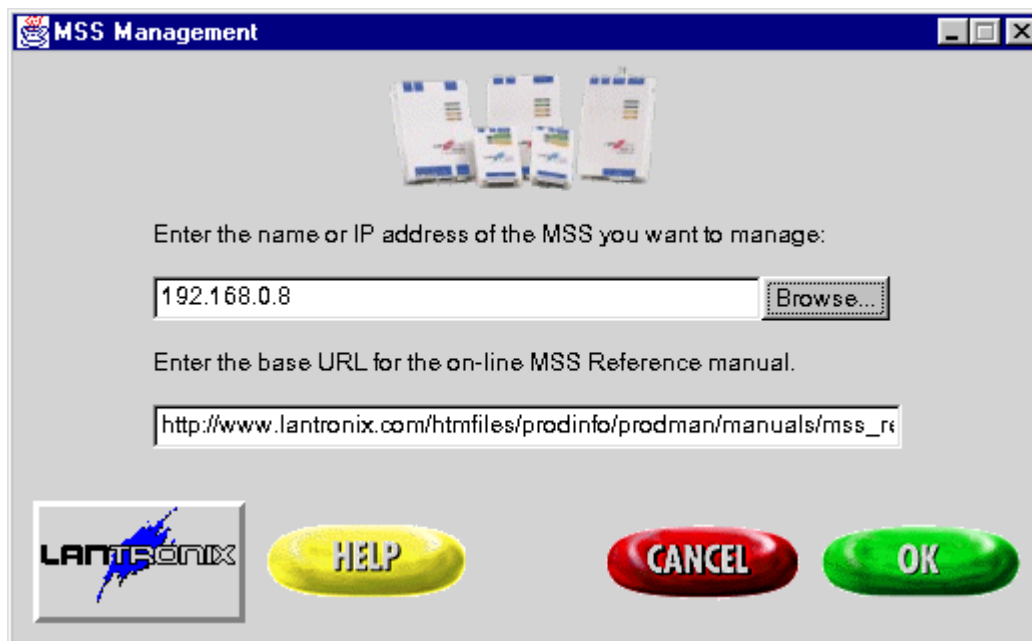 MSS Management
Enter the name or IP address of the MSS you want to manage:
192.168.0.8
Browse...
Enter the base URL for the on-line MSS Reference manual.
http://www.lantronix.com/htmfiles/prodinfo/prodman/manuals/mss_re
LANTRONIX
HELP
CANCEL
OK